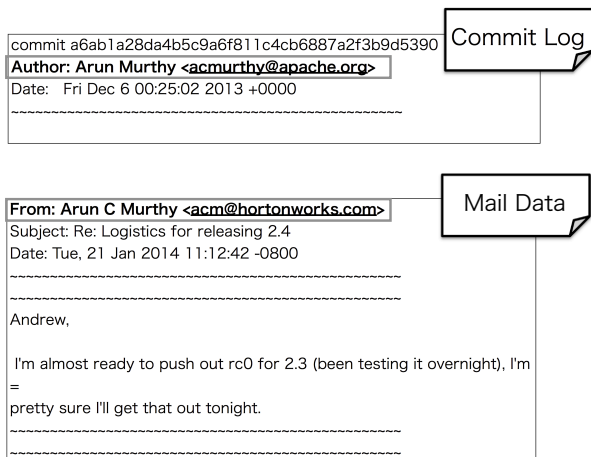 Commit Log
commit a6ab1a28da4b5c9a6f811c4cb6887a2f3b9d5390
Author: Arun Murthy <acmurthy@apache.org>
Date:   Fri Dec 6 00:25:02 2013 +0000
~~~~~~~~~~~~~~~~~~~~~~~~~~~~~~~~~~~~~~~~~~~~~~~~
Mail Data
From: Arun C Murthy <acm@hortonworks.com>
Subject: Re: Logistics for releasing 2.4
Date: Tue, 21 Jan 2014 11:12:42 -0800
~~~~~~~~~~~~~~~~~~~~~~~~~~~~~~~~~~~~~~~~~~~~~~~~
~~~~~~~~~~~~~~~~~~~~~~~~~~~~~~~~~~~~~~~~~~~~~~~~
Andrew,
I'm almost ready to push out rc0 for 2.3 (been testing it overnight), I'm
=
pretty sure I'll get that out tonight.
~~~~~~~~~~~~~~~~~~~~~~~~~~~~~~~~~~~~~~~~~~~~~~~~
~~~~~~~~~~~~~~~~~~~~~~~~~~~~~~~~~~~~~~~~~~~~~~~~